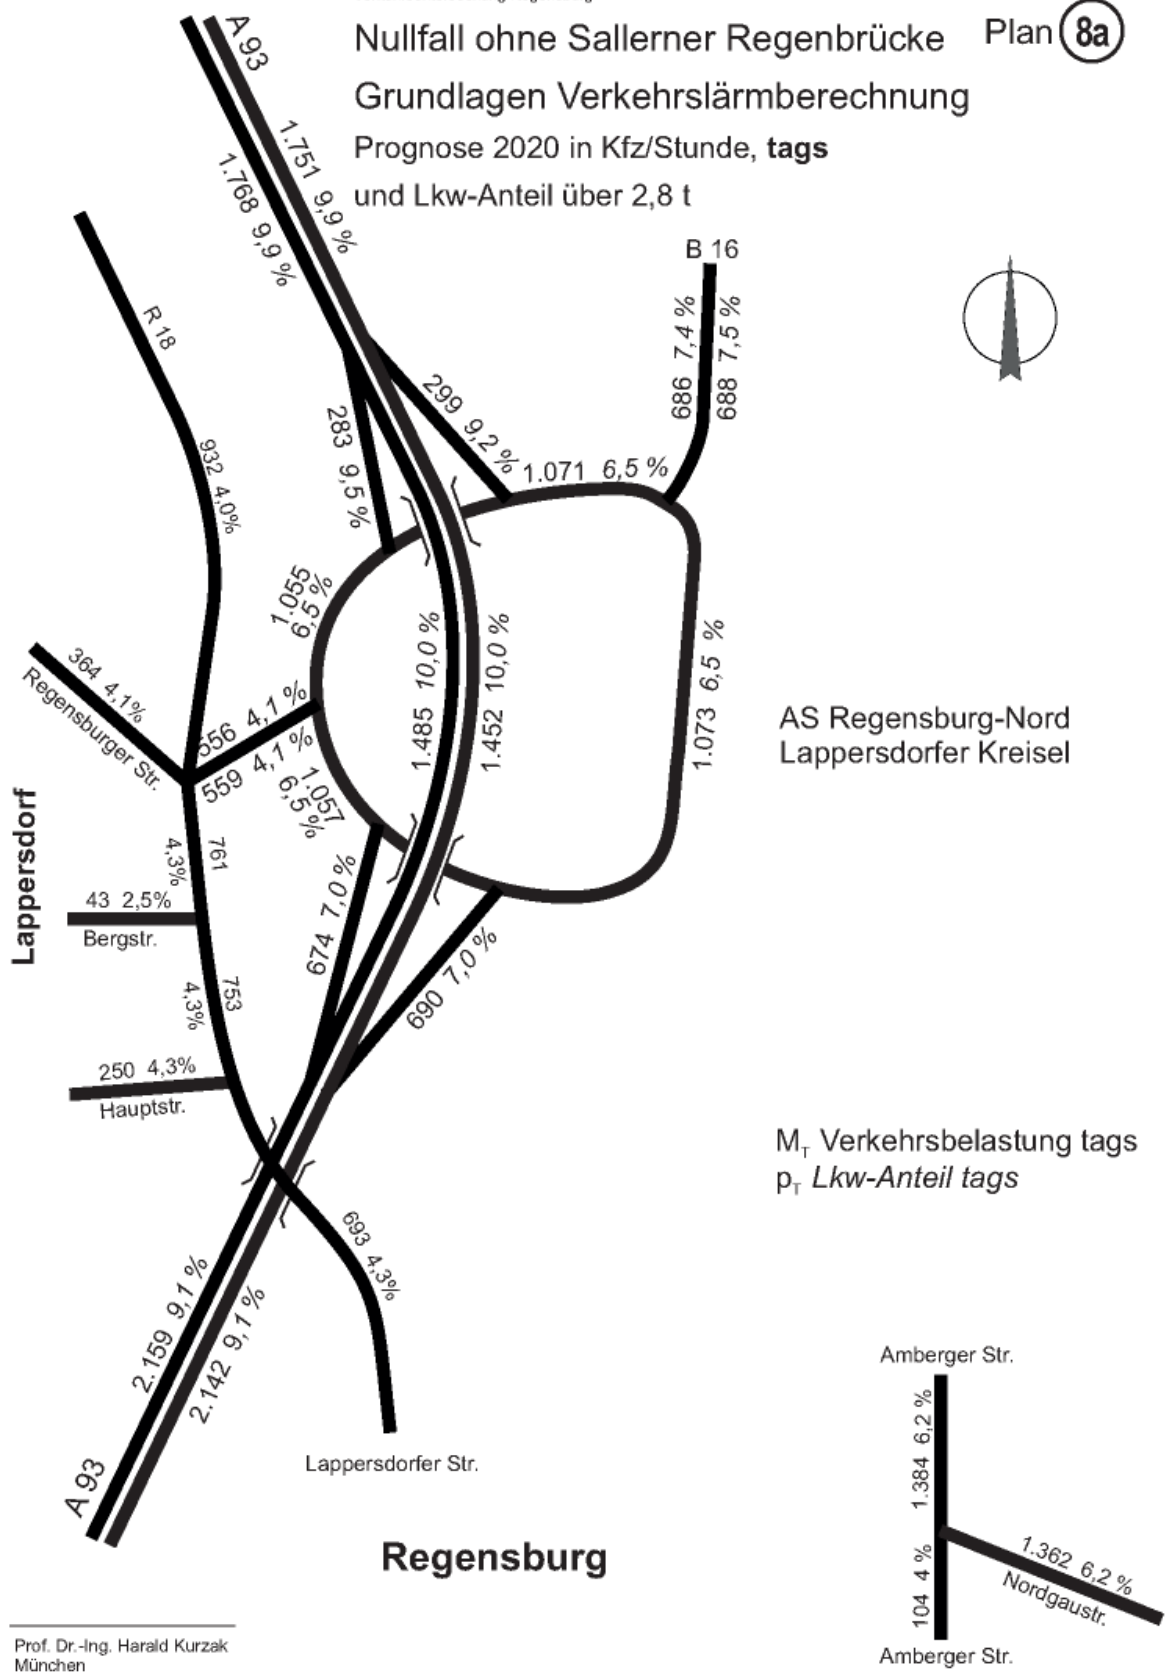 Nullfall ohne Sallerner Regenbrücke
Plan 8a
Grundlagen Verkehrslärmberechnung
Prognose 2020 in Kfz/Stunde, tags
und Lkw-Anteil über 2,8 t
A 93
1.751 9,9 %
1.768 9,9 %
B 16
686 7,4 %
688 7,5 %
R 18
299 9,2 %
283 9,5 %
1.071 6,5 %
932 4,0%
1.055
6,5 %
1.485 10,0 %
1.452 10,0 %
1.073 6,5 %
364 4,1%
Regensburger Str.
556 4,1 %
559 4,1 %
1.057
6,5 %
AS Regensburg-Nord
Lappersdorfer Kreisel
Lappersdorf
761
4,3%
43 2,5%
Bergstr.
674 7,0 %
690 7,0 %
753
4,3%
250 4,3%
Hauptstr.
M_T Verkehrsbelastung tags
p_T Lkw-Anteil tags
693 4,3%
2.159 9,1 %
2.142 9,1 %
A 93
Lappersdorfer Str.
Regensburg
Amberger Str.
1.384 6,2 %
1.362 6,2 %
Nordgaustr.
104 4 %
Amberger Str.
Prof. Dr.-Ing. Harald Kurzak
München